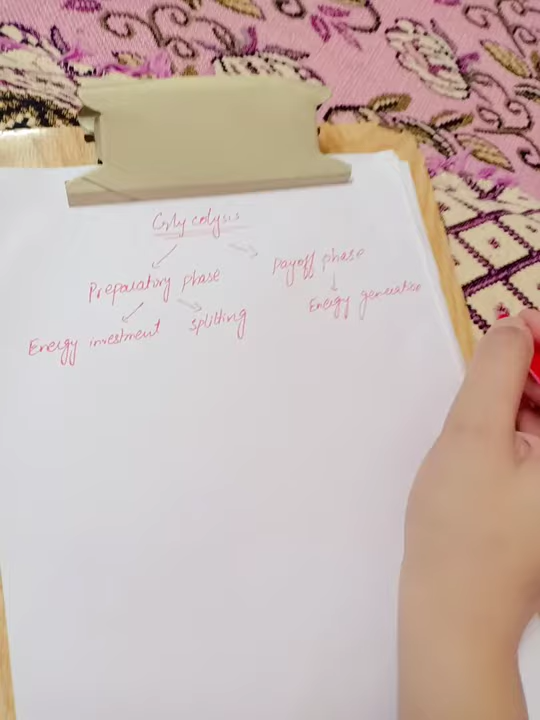 Glycolysis
Preparatory phase
Payoff phase
Energy investment
splitting
Energy generation